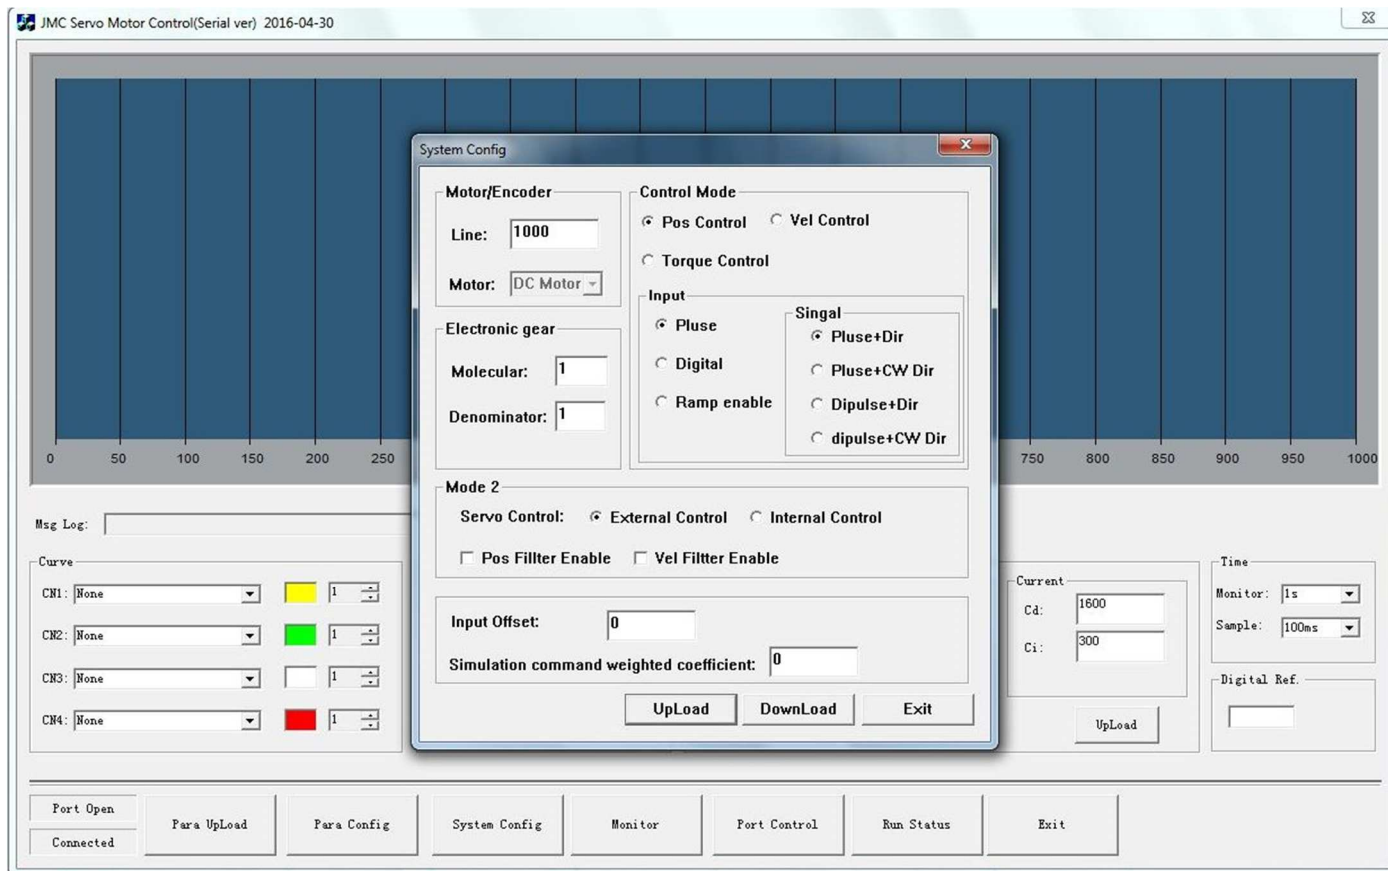 JMC Servo Motor Control(Serial ver) 2016-04-30
System Config
Motor/Encoder
Line: 1000
Motor: DC Motor
Control Mode
Pos Control Vel Control
Torque Control
Input
Pluse
Digital
Ramp enable
Singal
Pluse+Dir
Pluse+CW Dir
Dipulse+Dir
dipulse+CW Dir
Electronic gear
Molecular: 1
Denominator: 1
0 50 100 150 200 250 750 800 850 900 950 1000
Mode 2
Servo Control: External Control Internal Control
Pos Fillter Enable Vel Filtter Enable
Input Offset: 0
Simulation command weighted coefficient: 0
UpLoad DownLoad Exit
Msg Log:
Curve
CN1: None 1
CN2: None 1
CN3: None 1
CN4: None 1
Current
Cd: 1600
Ci: 300
UpLoad
Time
Monitor: 1s
Sample: 100ms
Digital Ref.
Port Open
Connected
Para UpLoad Para Config System Config Monitor Port Control Run Status Exit